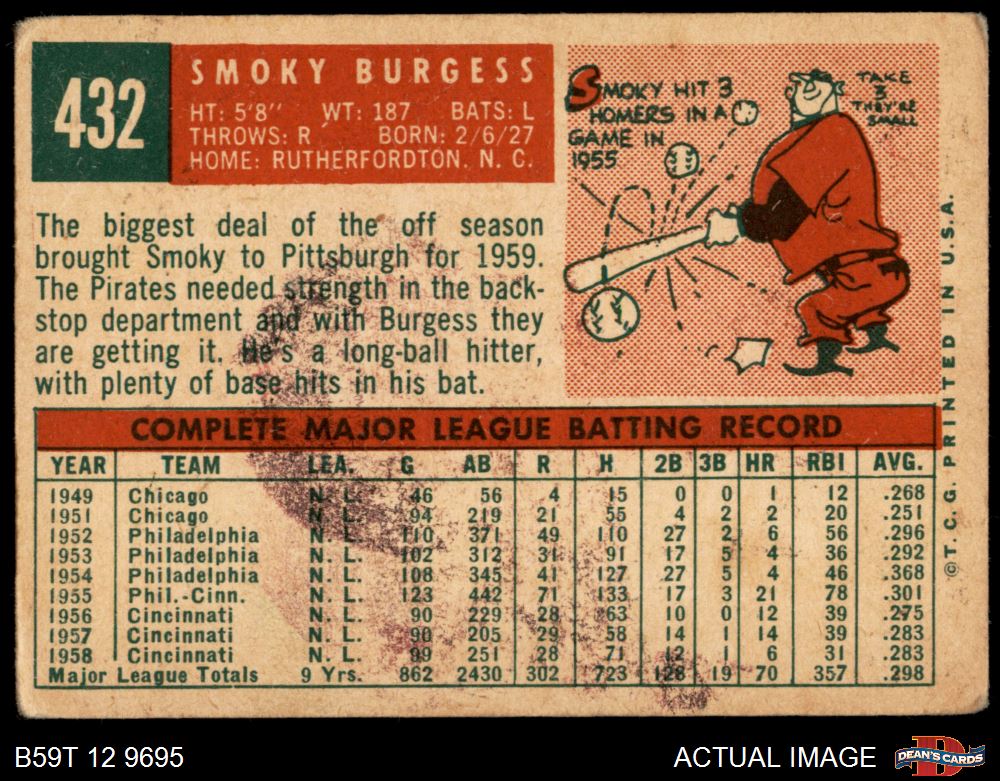 432
SMOKY BURGESS
HT: 5'8" WT: 187 BATS: L
THROWS: R BORN: 2/6/27
HOME: RUTHERFORDTON, N. C.
SMOKY HIT 3
HOMERS IN A
GAME IN
1955
TAKE
3
THEY'RE
SMALL
The biggest deal of the off season
brought Smoky to Pittsburgh for 1959.
The Pirates needed strength in the back-
stop department and with Burgess they
are getting it. He's a long-ball hitter,
with plenty of base hits in his bat.
COMPLETE MAJOR LEAGUE BATTING RECORD
YEAR TEAM LEA. G AB R H 2B 3B HR RBI AVG.
1949 Chicago N. L. 46 56 4 15 0 0 1 12 .268
1951 Chicago N. L. 94 219 21 55 4 2 2 20 .251
1952 Philadelphia N. L. 110 371 49 110 27 2 6 56 .296
1953 Philadelphia N. L. 102 312 31 91 17 5 4 36 .292
1954 Philadelphia N. L. 108 345 41 127 27 5 4 46 .368
1955 Phil.-Cinn. N. L. 123 442 71 133 17 3 21 78 .301
1956 Cincinnati N. L. 90 229 28 63 10 0 12 39 .275
1957 Cincinnati N. L. 90 205 29 58 14 1 14 39 .283
1958 Cincinnati N. L. 99 251 28 71 12 1 6 31 .283
Major League Totals 9 Yrs. 862 2430 302 723 128 19 70 357 .298
©T. C. G. PRINTED IN U.S.A.
B59T 12 9695
ACTUAL IMAGE
DEAN'S CARDS